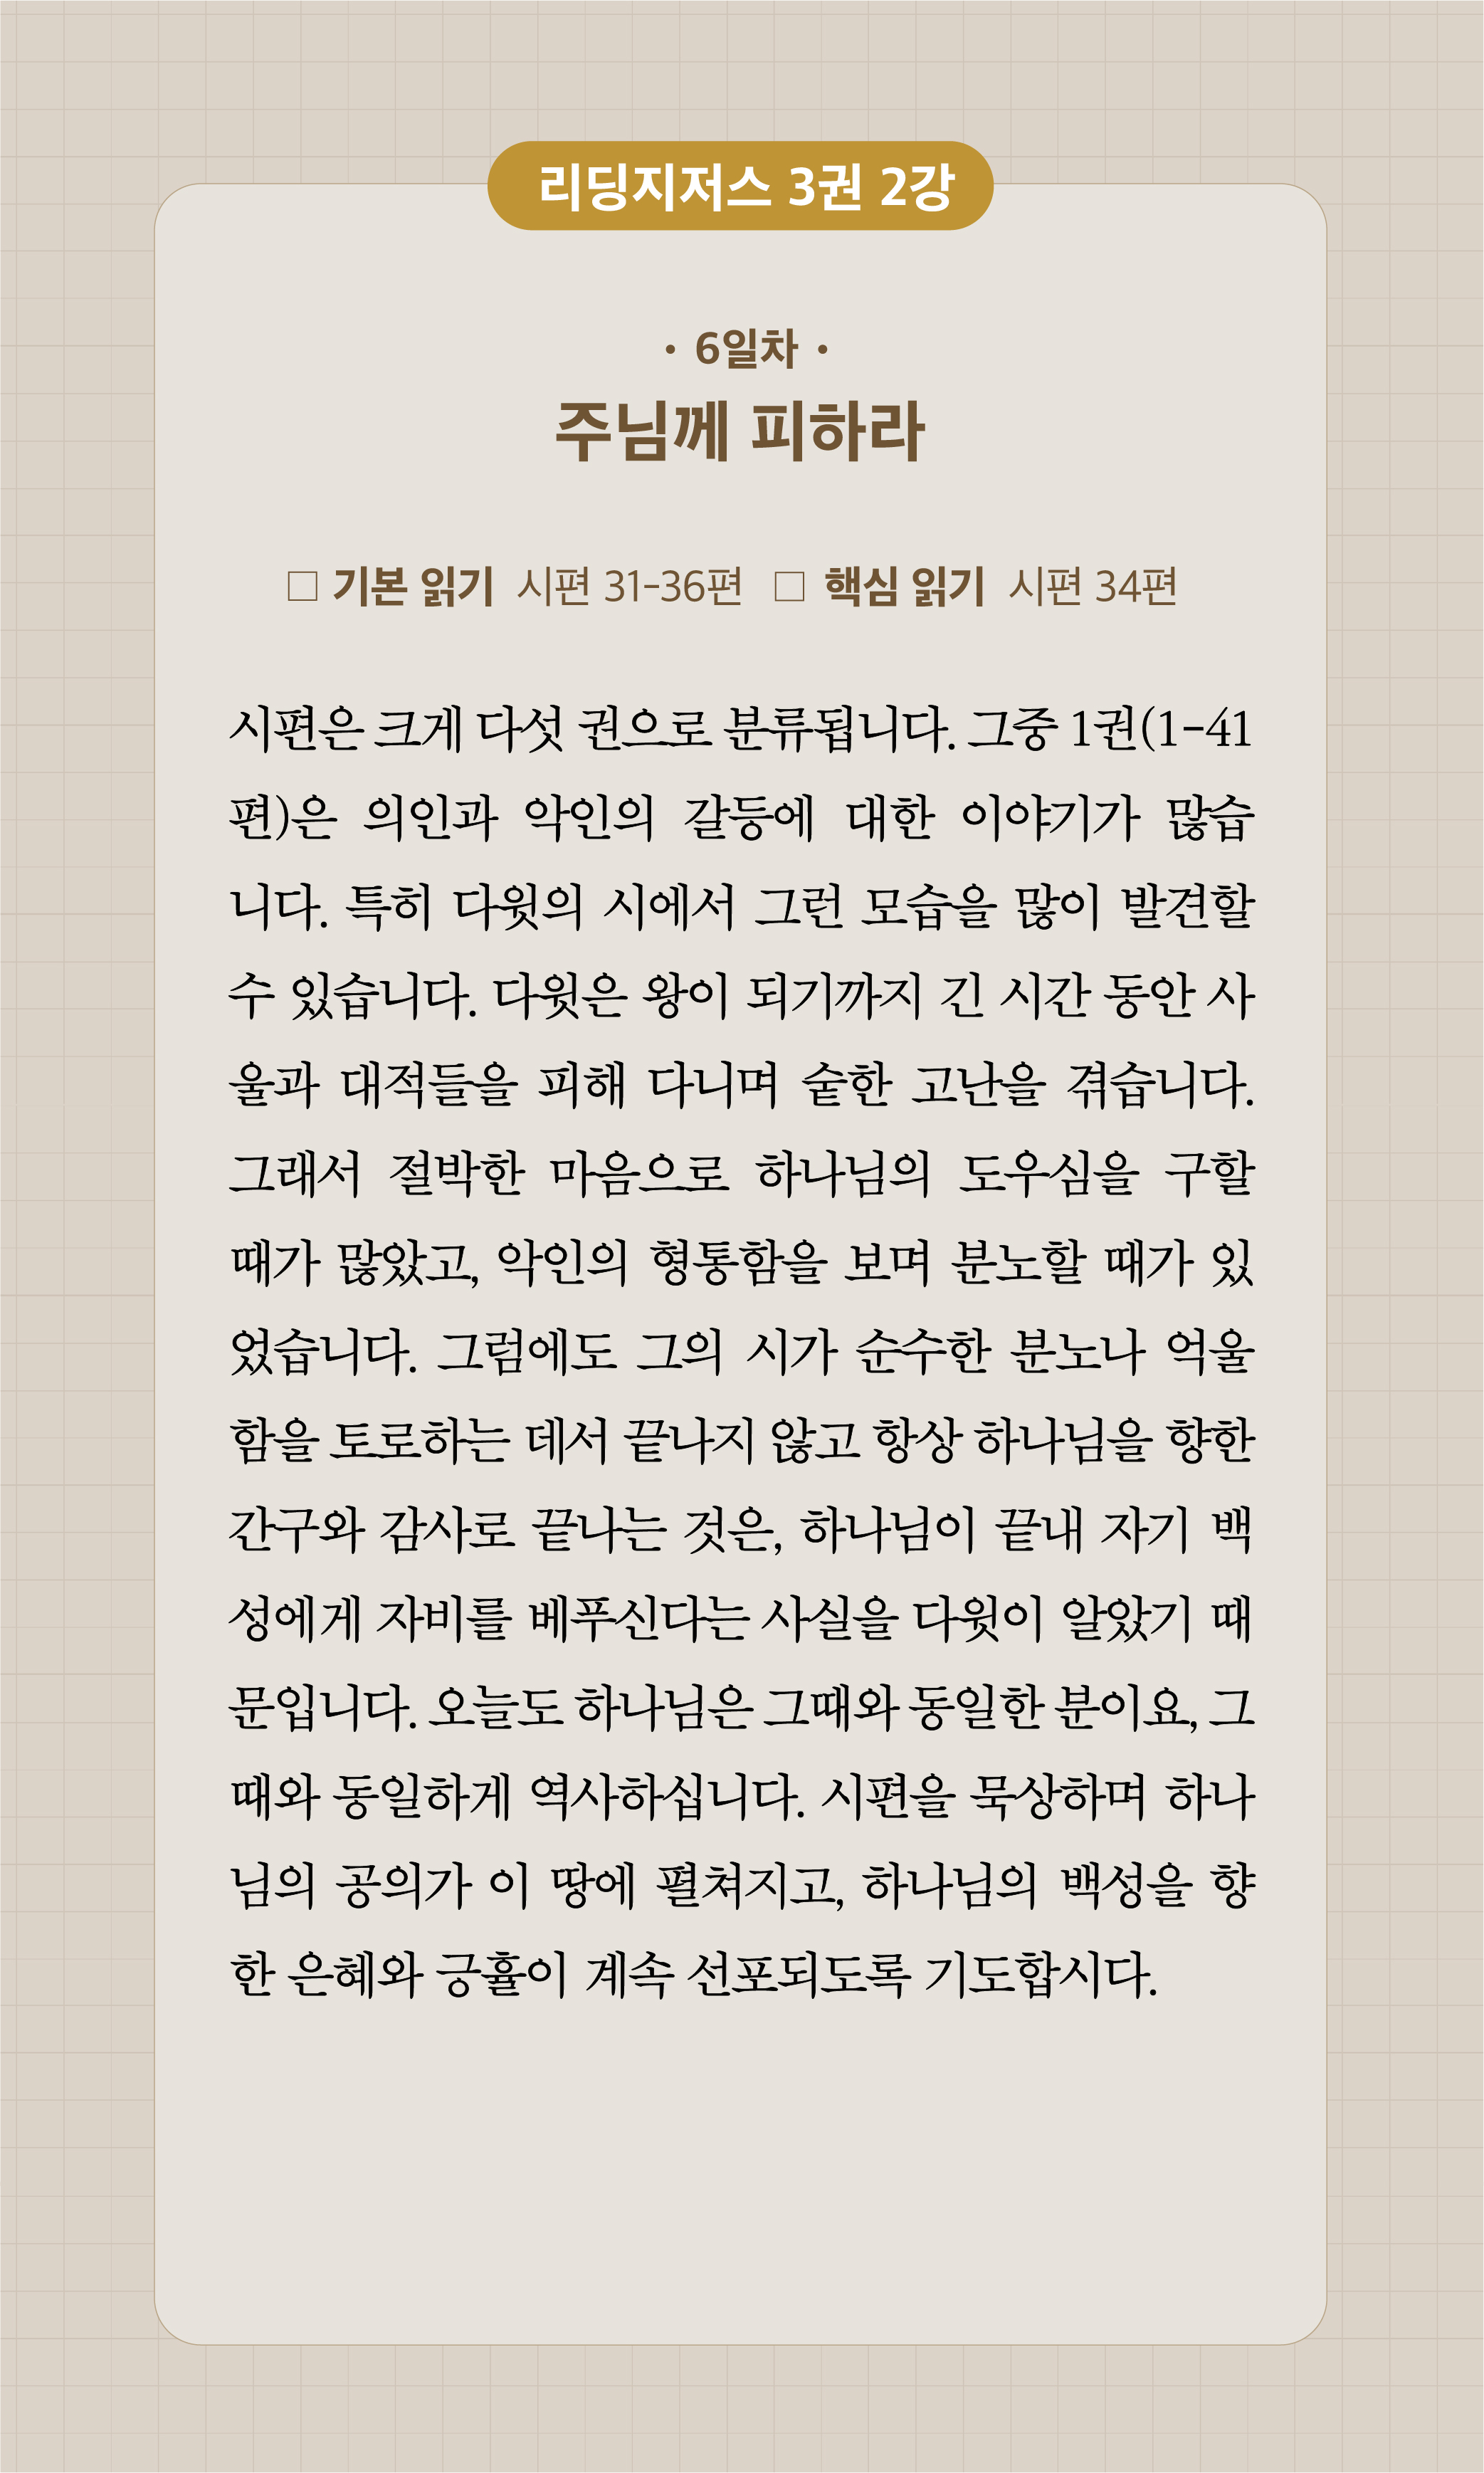 리딩지저스 3권 2강
· 6일차 ·
주님께 피하라
□ 기본 읽기 시편 31-36편 □ 핵심 읽기 시편 34편
시편은 크게 다섯 권으로 분류됩니다. 그중 1권(1-41
편)은 의인과 악인의 갈등에 대한 이야기가 많습
니다. 특히 다윗의 시에서 그런 모습을 많이 발견할
수 있습니다. 다윗은 왕이 되기까지 긴 시간 동안 사
울과 대적들을 피해 다니며 숱한 고난을 겪습니다.
그래서 절박한 마음으로 하나님의 도우심을 구할
때가 많았고, 악인의 형통함을 보며 분노할 때가 있
었습니다. 그럼에도 그의 시가 순수한 분노나 억울
함을 토로하는 데서 끝나지 않고 항상 하나님을 향한
간구와 감사로 끝나는 것은, 하나님이 끝내 자기 백
성에게 자비를 베푸신다는 사실을 다윗이 알았기 때
문입니다. 오늘도 하나님은 그때와 동일한 분이요, 그
때와 동일하게 역사하십니다. 시편을 묵상하며 하나
님의 공의가 이 땅에 펼쳐지고, 하나님의 백성을 향
한 은혜와 긍휼이 계속 선포되도록 기도합시다.